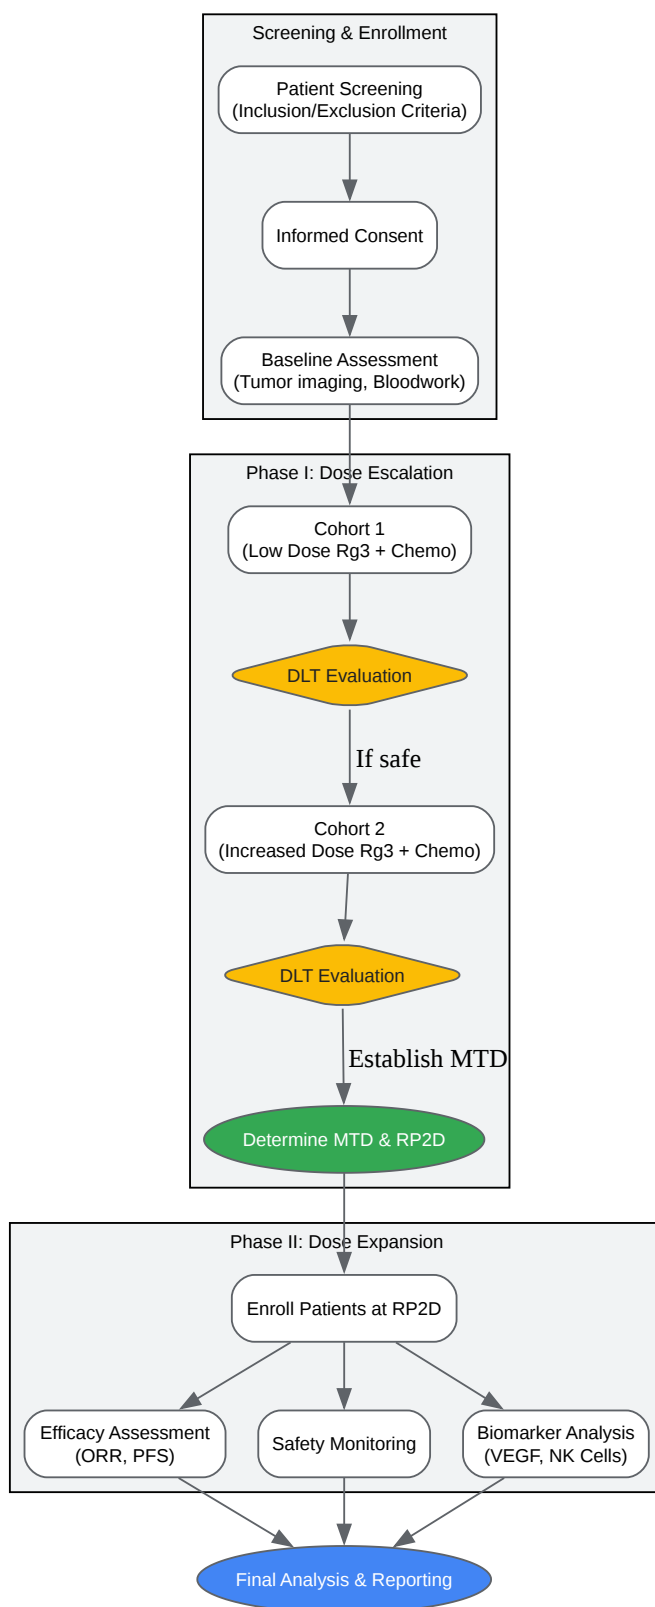 Screening & Enrollment
Patient Screening
(Inclusion/Exclusion Criteria)
Informed Consent
Baseline Assessment
(Tumor imaging, Bloodwork)
Phase I: Dose Escalation
Cohort 1
(Low Dose Rg3 + Chemo)
DLT Evaluation
If safe
Cohort 2
(Increased Dose Rg3 + Chemo)
DLT Evaluation
Establish MTD
Determine MTD & RP2D
Phase II: Dose Expansion
Enroll Patients at RP2D
Efficacy Assessment
(ORR, PFS)
Safety Monitoring
Biomarker Analysis
(VEGF, NK Cells)
Final Analysis & Reporting